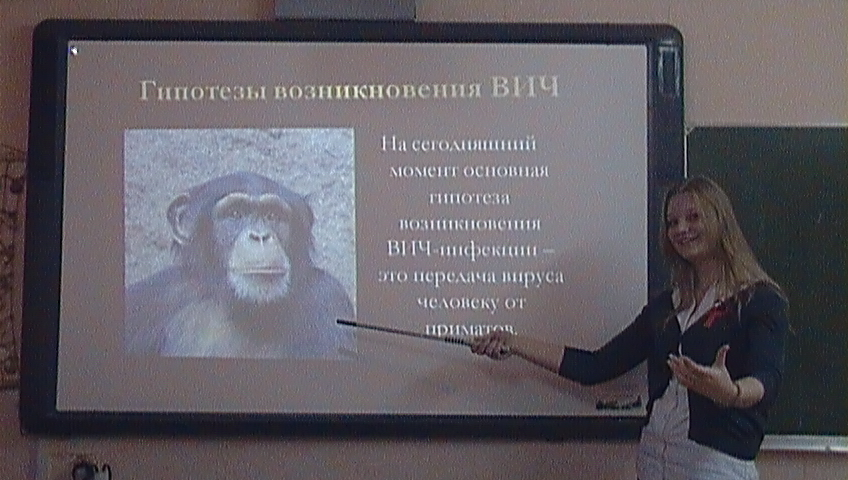 Гипотезы возникновения ВИЧ
На сегодняшний
момент основная
гипотеза
возникновения
ВИЧ-инфекции –
это передача вируса
человеку от
приматов.